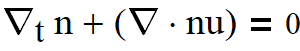 ∇ₜ n + (∇ · nu) = 0